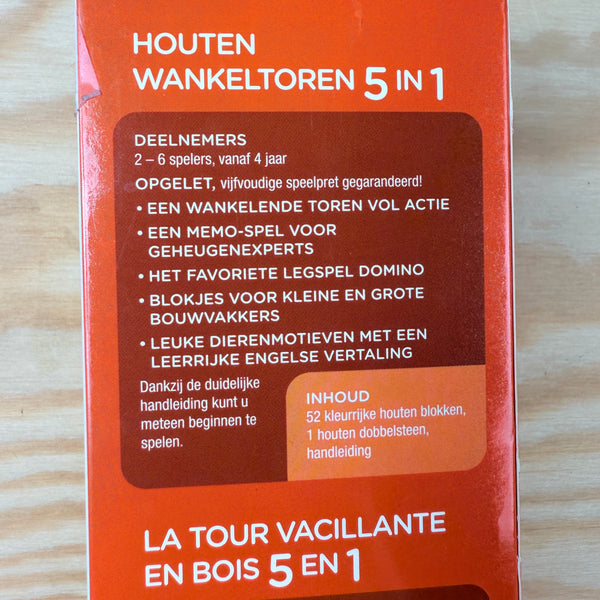 HOUTEN
WANKELTOREN 5 IN 1
DEELNEMERS
2 – 6 spelers, vanaf 4 jaar
OPGELET, vijfvoudige speelpret gegarandeerd!
• EEN WANKELENDE TOREN VOL ACTIE
• EEN MEMO-SPEL VOOR
GEHEUGENEXPERTS
• HET FAVORIETE LEGSPEL DOMINO
• BLOKJES VOOR KLEINE EN GROTE
BOUWVAKKERS
• LEUKE DIERENMOTIEVEN MET EEN
LEERRIJKE ENGELSE VERTALING
Dankzij de duidelijke
handleiding kunt u
meteen beginnen te
spelen.
INHOUD
52 kleurrijke houten blokken,
1 houten dobbelsteen,
handleiding
LA TOUR VACILLANTE
EN BOIS 5 EN 1